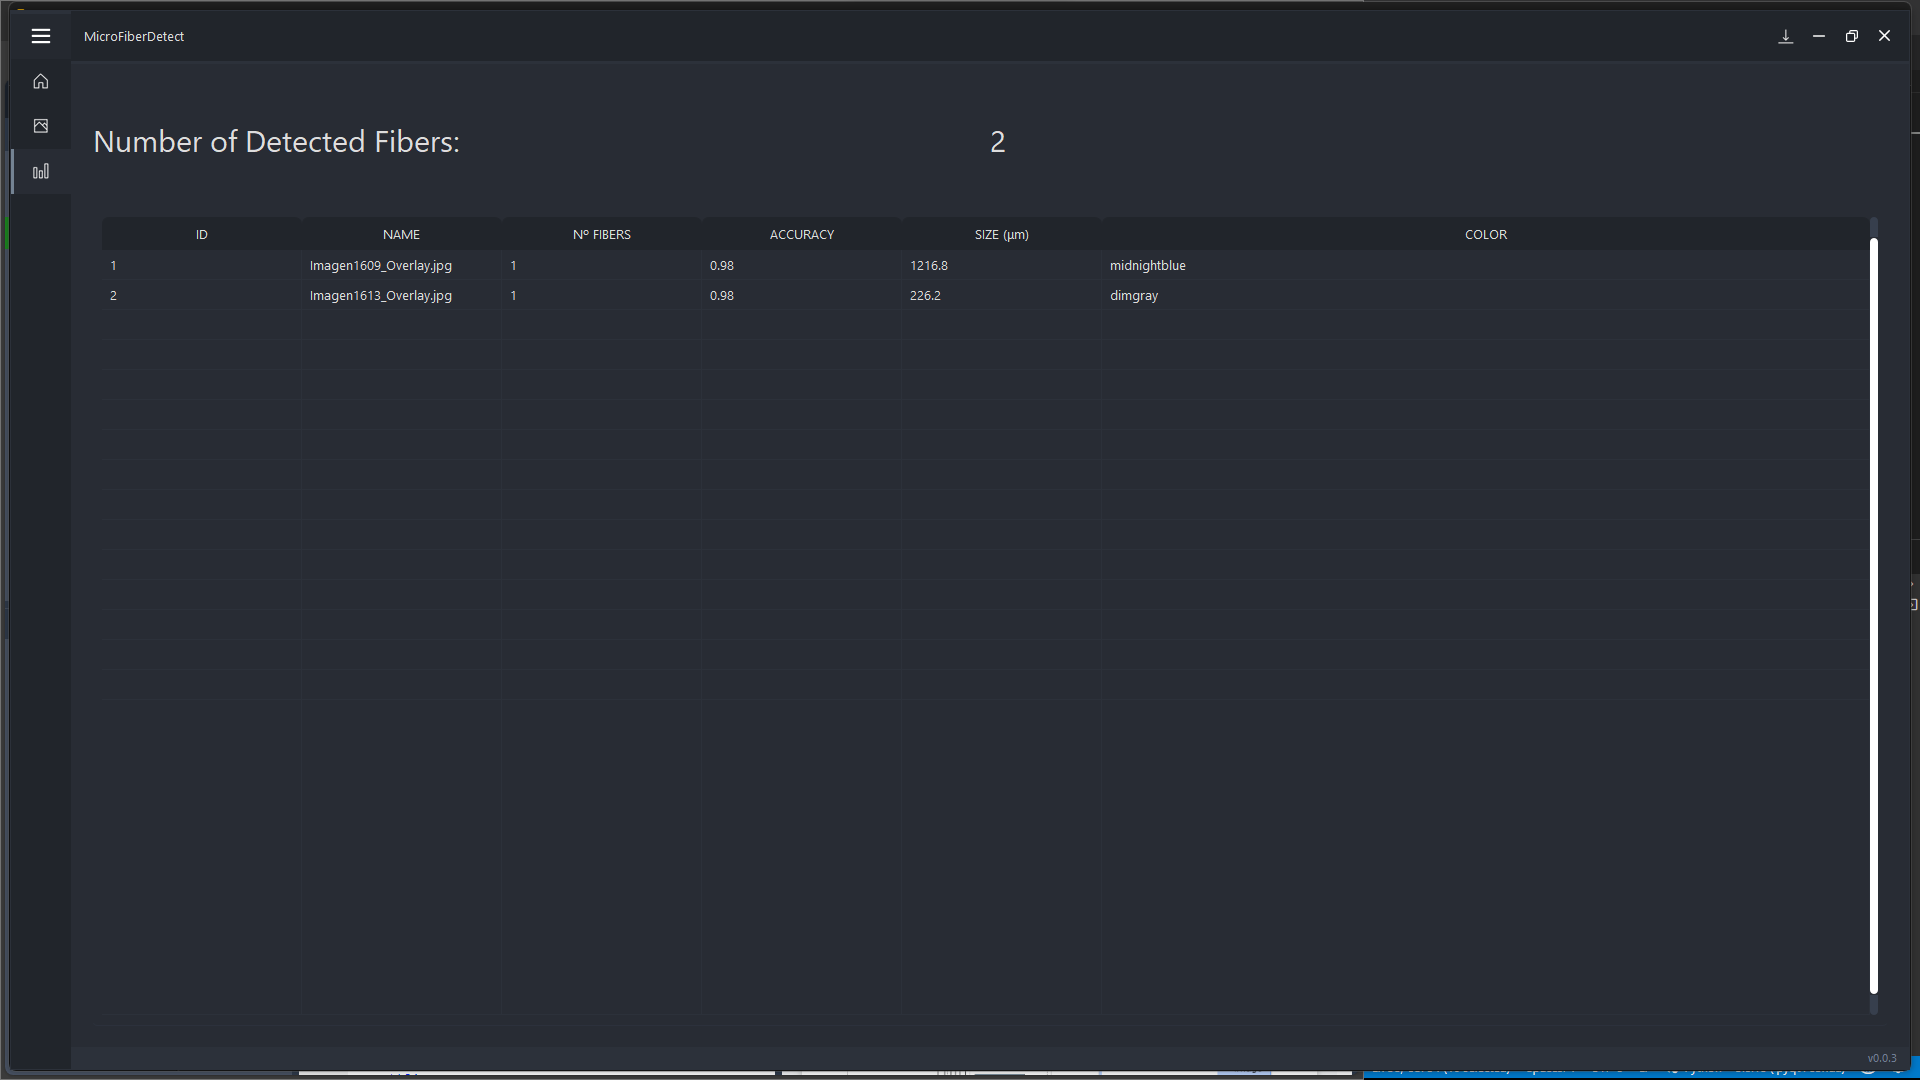 MicroFiberDetect
Number of Detected Fibers: 2
ID NAME Nº FIBERS ACCURACY SIZE (µm) COLOR
1 Imagen1609_Overlay.jpg 1 0.98 1216.8 midnightblue
2 Imagen1613_Overlay.jpg 1 0.98 226.2 dimgray
v0.0.3